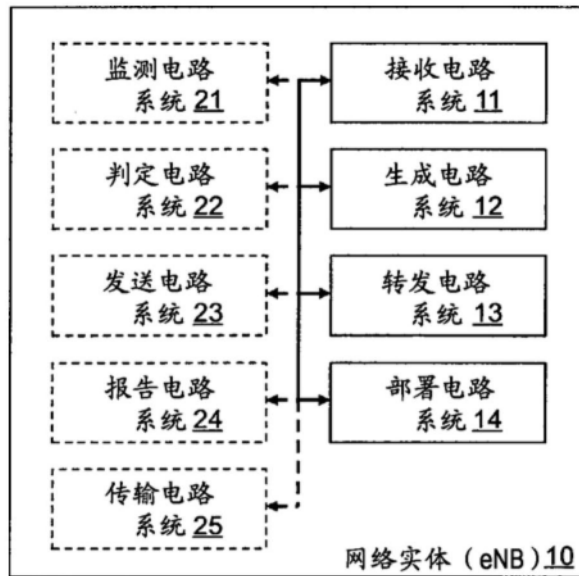 监测电路
系统 21
接收电路
系统 11
判定电路
系统 22
生成电路
系统 12
发送电路
系统 23
转发电路
系统 13
报告电路
系统 24
部署电路
系统 14
传输电路
系统 25
网络实体（eNB）10